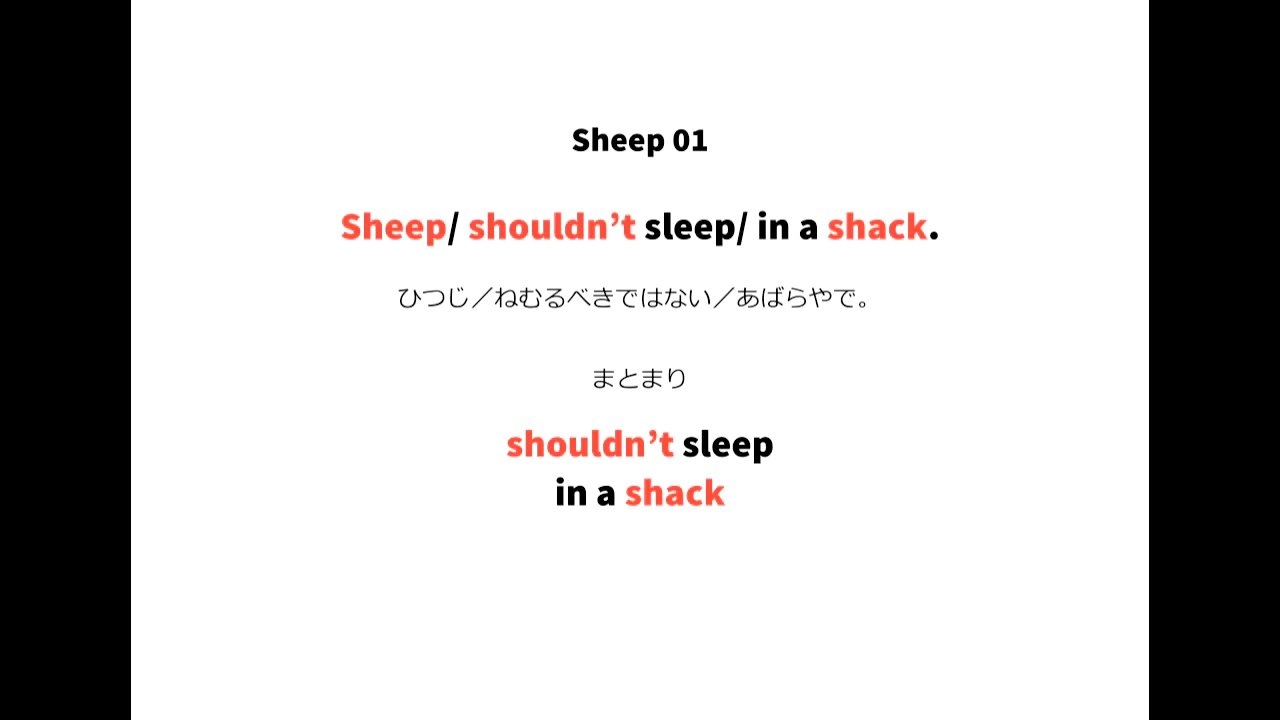 Sheep 01
Sheep/ shouldn’t sleep/ in a shack.
ひつじ／ねむるべきではない／あばらやで。
まとまり
shouldn’t sleep
in a shack